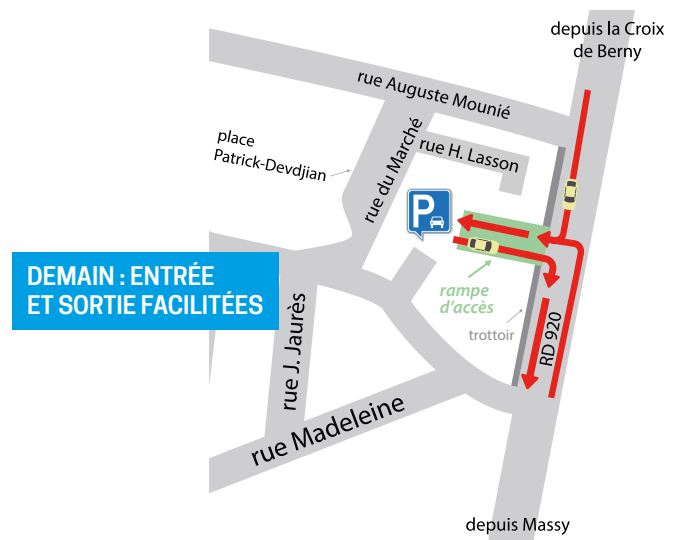 depuis la Croix
de Berny
rue Auguste Mounié
place
Patrick-Devdjian
rue du Marché
rue H. Lasson
P
DEMAIN : ENTRÉE
ET SORTIE FACILITÉES
rampe
d'accès
trottoir
RD 920
rue J. Jaurès
rue Madeleine
depuis Massy